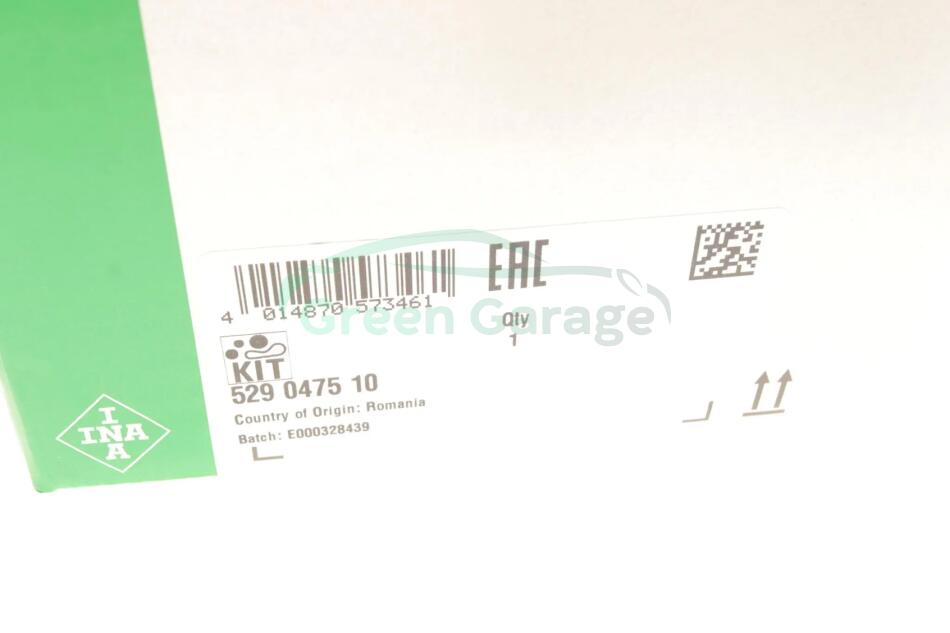 EAC
4 014870 573461
Green Garage
Qty
1
KIT
529 0475 10
Country of Origin: Romania
Batch: E000328439
I
INA
A